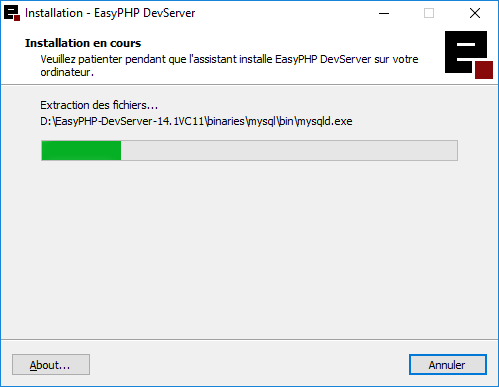 Installation - EasyPHP DevServer
Installation en cours
Veuillez patienter pendant que l'assistant installe EasyPHP DevServer sur votre
ordinateur.
Extraction des fichiers...
D:\EasyPHP-DevServer-14.1VC11\binaries\mysql\bin\mysqld.exe
About...
Annuler